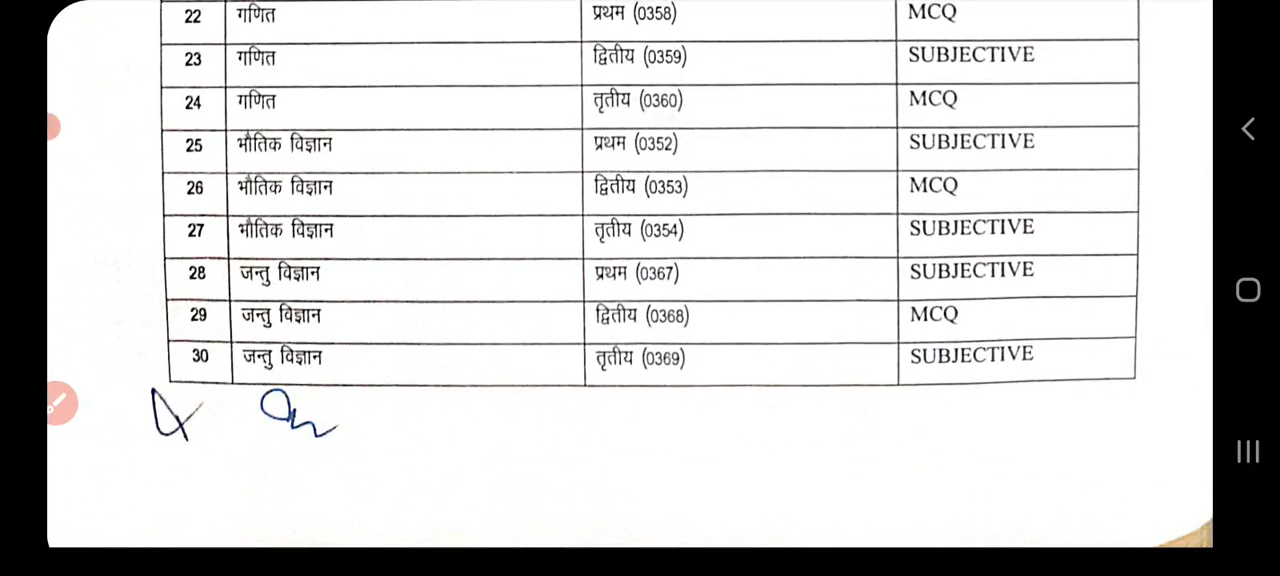 22 गणित प्रथम (0358) MCQ
23 गणित द्वितीय (0359) SUBJECTIVE
24 गणित तृतीय (0360) MCQ
25 भौतिक विज्ञान प्रथम (0352) SUBJECTIVE
26 भौतिक विज्ञान द्वितीय (0353) MCQ
27 भौतिक विज्ञान तृतीय (0354) SUBJECTIVE
28 जन्तु विज्ञान प्रथम (0367) SUBJECTIVE
29 जन्तु विज्ञान द्वितीय (0368) MCQ
30 जन्तु विज्ञान तृतीय (0369) SUBJECTIVE